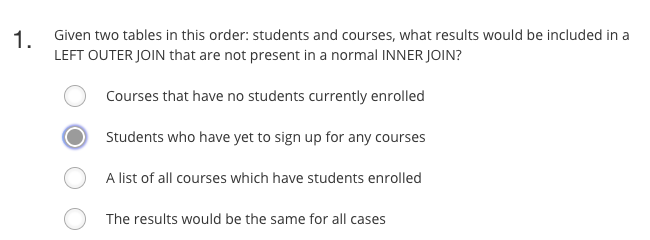 1. Given two tables in this order: students and courses, what results would be included in a
LEFT OUTER JOIN that are not present in a normal INNER JOIN?
Courses that have no students currently enrolled
Students who have yet to sign up for any courses
A list of all courses which have students enrolled
The results would be the same for all cases